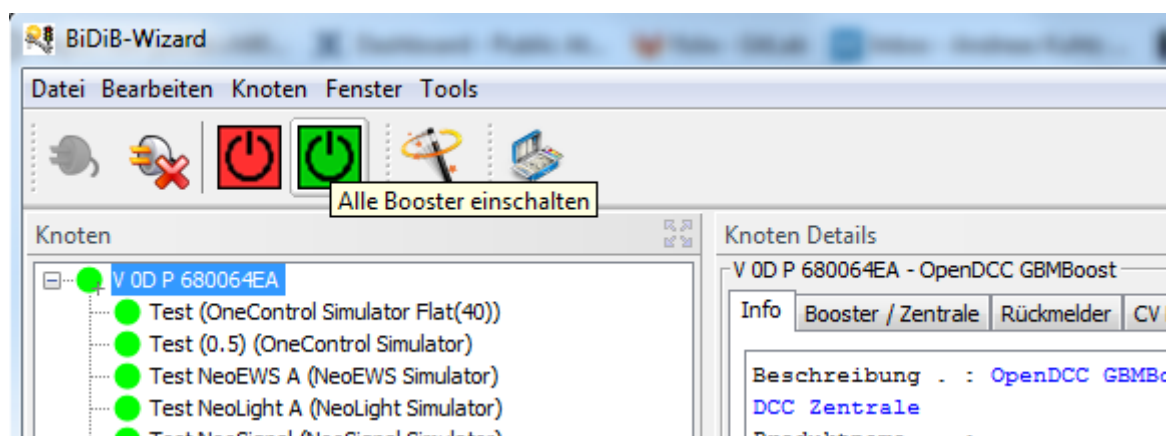 BiDiB-Wizard
Datei Bearbeiten Knoten Fenster Tools
Alle Booster einschalten
Knoten
V 0D P 680064EA
Test (OneControl Simulator Flat(40))
Test (0.5) (OneControl Simulator)
Test NeoEWS A (NeoEWS Simulator)
Test NeoLight A (NeoLight Simulator)
Knoten Details
V 0D P 680064EA - OpenDCC GBMBoost
Info Booster / Zentrale Rückmelder CV
Beschreibung . : OpenDCC GBMBo
DCC Zentrale